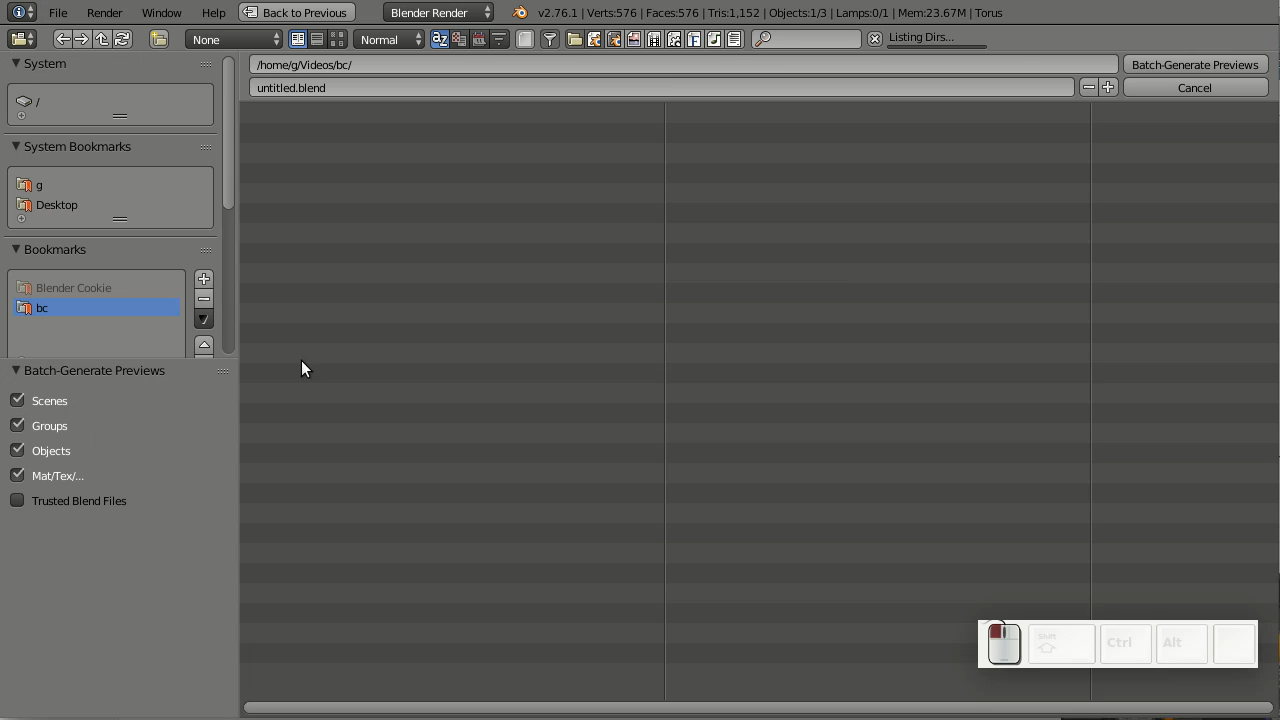 File Render Window Help Back to Previous Blender Render v2.76.1 | Verts:576 | Faces:576 | Tris:1,152 | Objects:1/3 | Lamps:0/1 | Mem:23.67M | Torus
None Normal Listing Dirs...
System
/
System Bookmarks
g
Desktop
Bookmarks
Blender Cookie
bc
/home/g/Videos/bc/ Batch-Generate Previews
untitled.blend Cancel
Batch-Generate Previews
Scenes
Groups
Objects
Mat/Tex/...
Trusted Blend Files
Shift Ctrl Alt